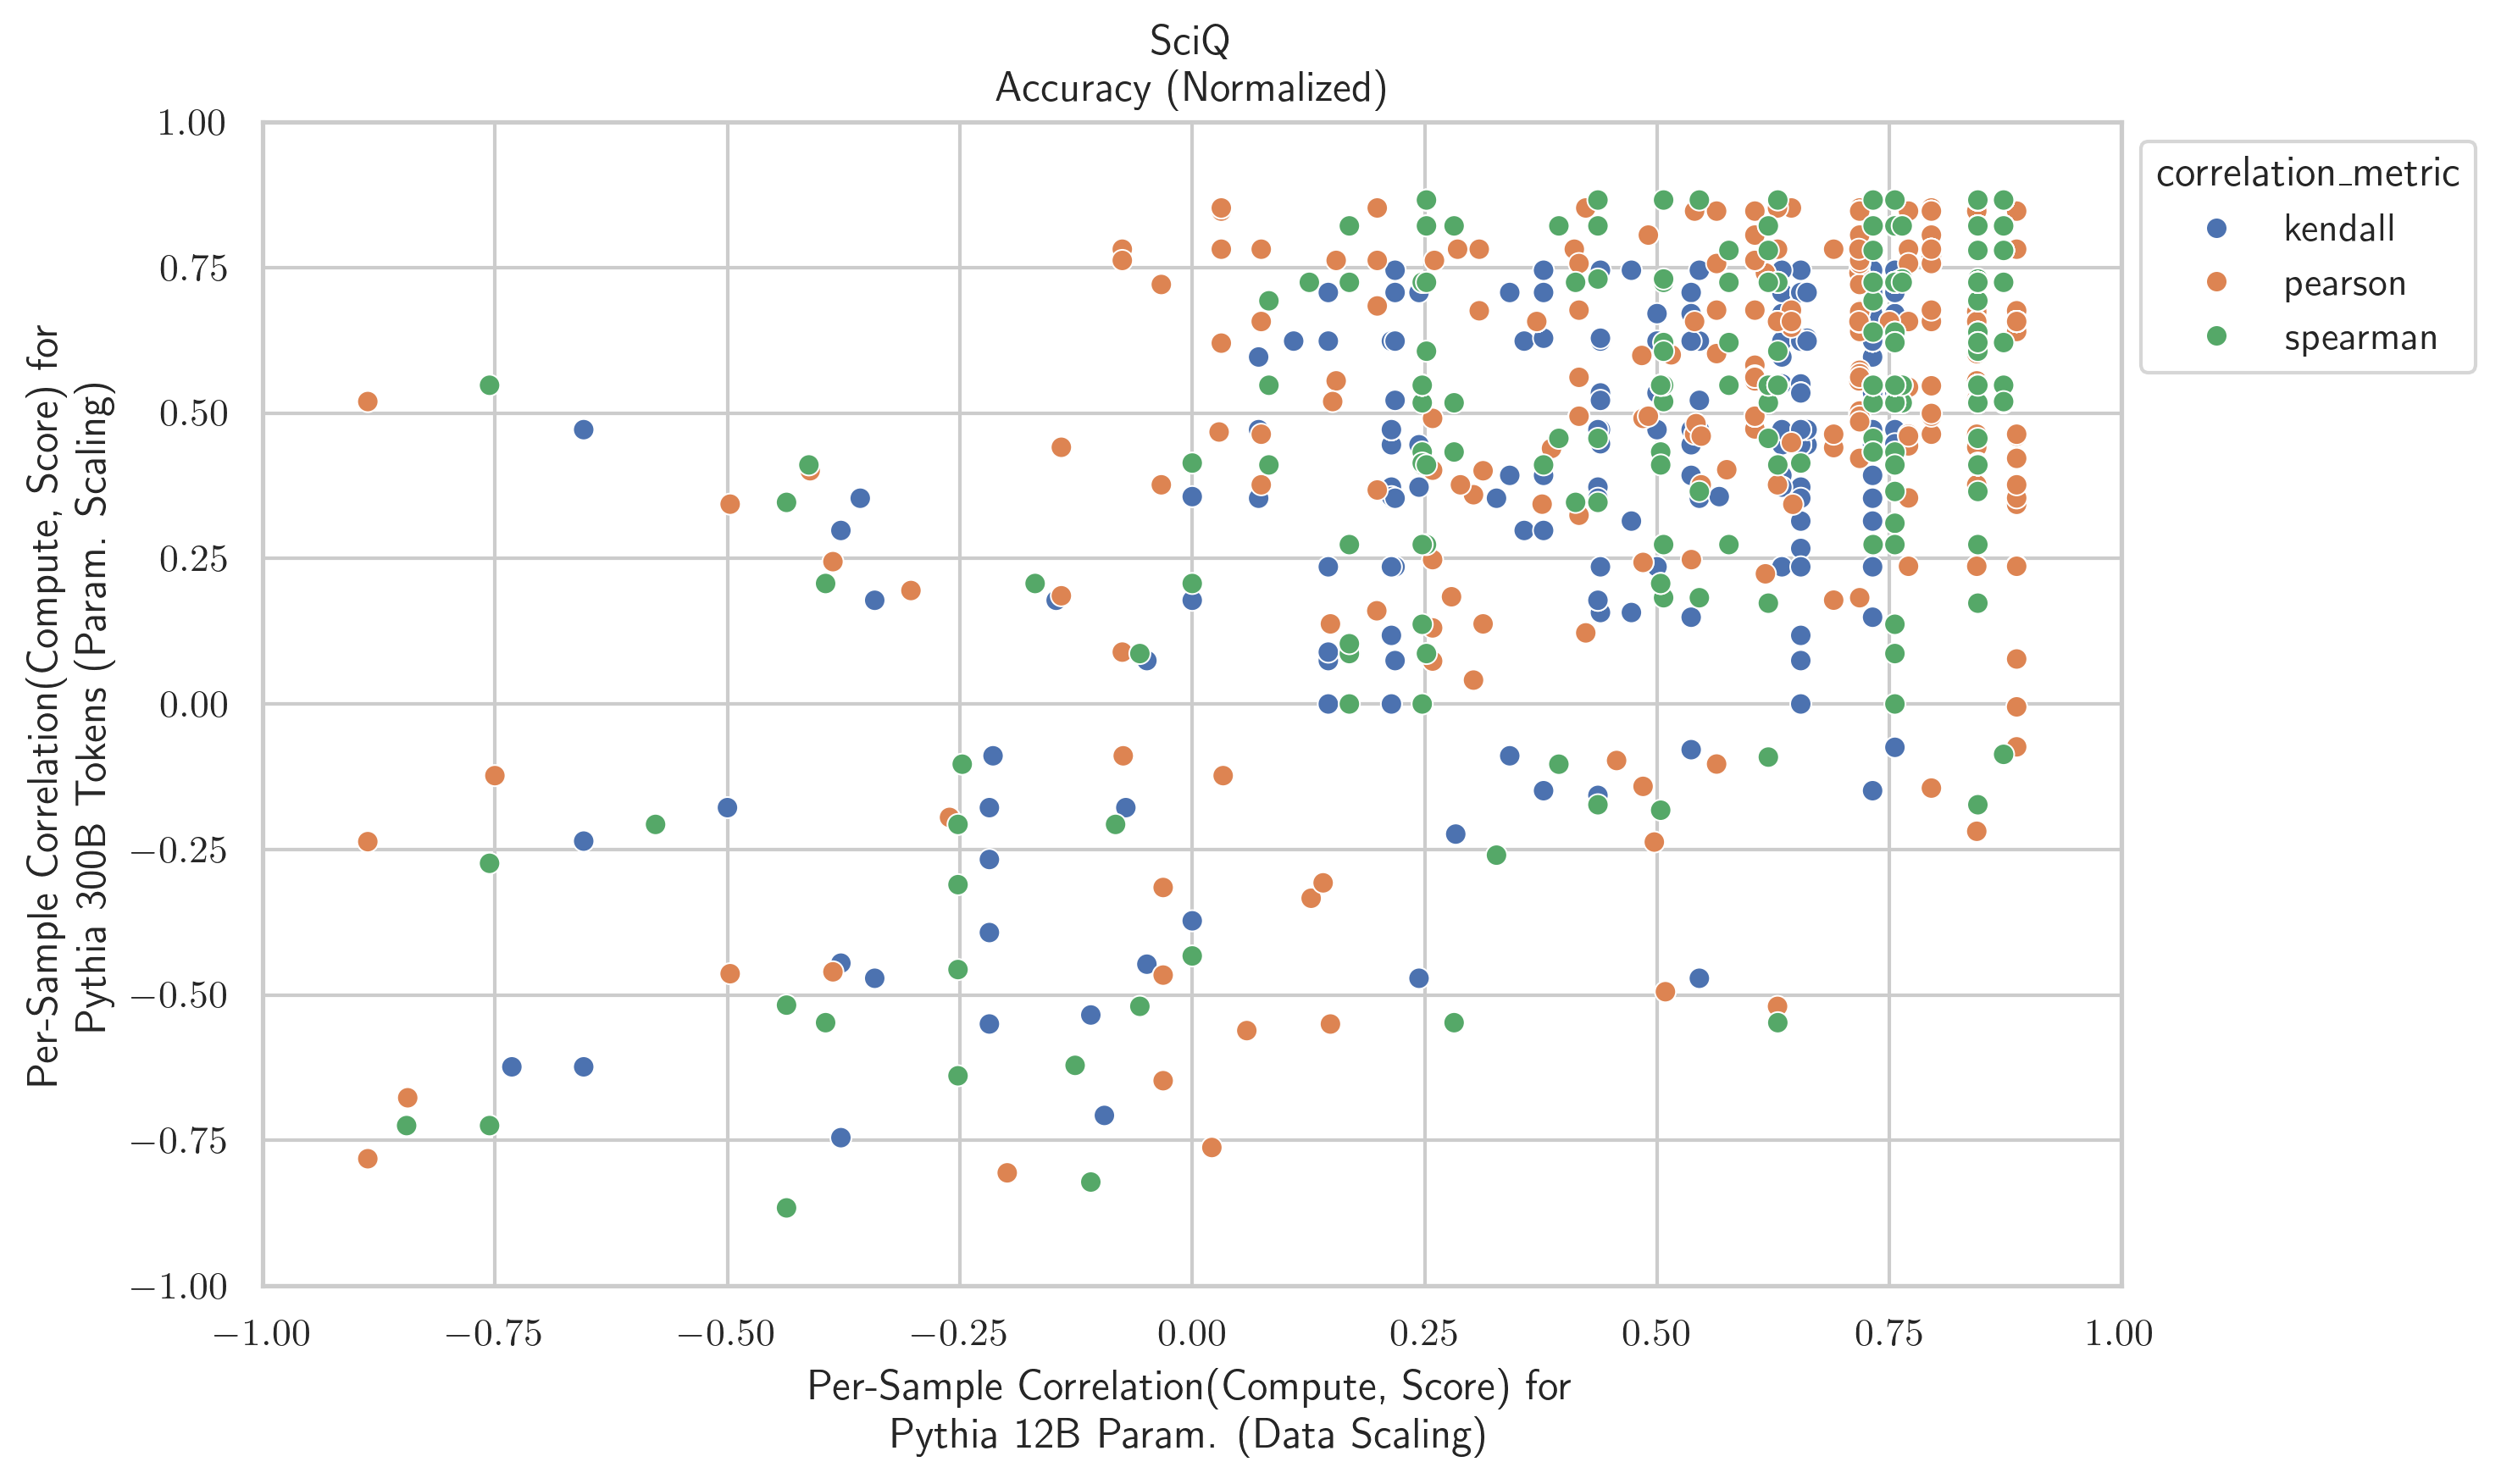 SciQ
Accuracy (Normalized)
1.00
0.75
0.50
0.25
0.00
−0.25
−0.50
−0.75
−1.00
Per-Sample Correlation(Compute, Score) for
Pythia 300B Tokens (Param. Scaling)
−1.00 −0.75 −0.50 −0.25 0.00 0.25 0.50 0.75 1.00
Per-Sample Correlation(Compute, Score) for
Pythia 12B Param. (Data Scaling)
correlation_metric
kendall
pearson
spearman